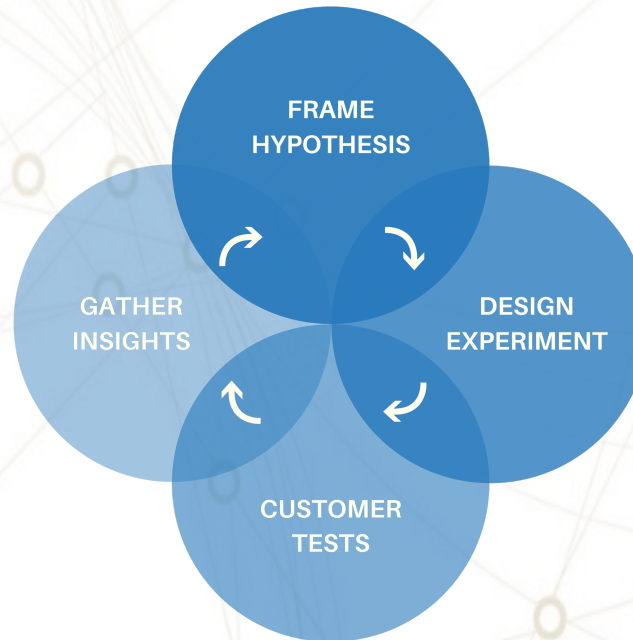 FRAME
HYPOTHESIS
DESIGN
EXPERIMENT
CUSTOMER
TESTS
GATHER
INSIGHTS